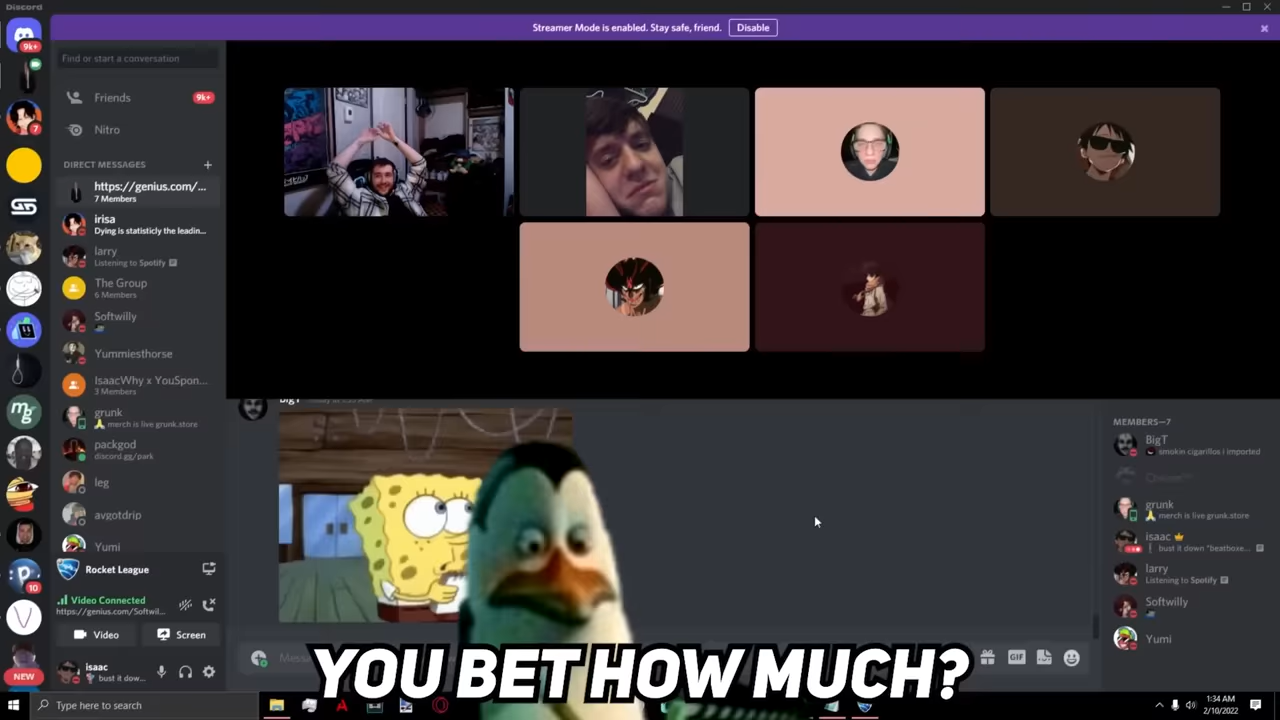 Discord
Streamer Mode is enabled. Stay safe, friend.
Disable
9k+
Find or start a conversation
Friends
9k+
Nitro
7
DIRECT MESSAGES
https://genius.com/...
7 Members
irisa
Dying is statisticly the leadin...
larry
Listening to Spotify
The Group
6 Members
Softwilly
Yummiesthorse
IsaacWhy x YouSpon...
3 Members
grunk
merch is live grunk.store
packgod
discord.gg/park
leg
avgotdrip
Yumi
Rocket League
10
Video Connected
https://genius.com/Softwil...
Video
Screen
NEW
isaac
bust it down...
BigT
GIF
MEMBERS—7
BigT
smokin cigarillos i imported
grunk
merch is live grunk.store
isaac
bust it down "beatboxe...
larry
Listening to Spotify
Softwilly
Yumi
YOU BET HOW MUCH?
Type here to search
1:34 AM
2/10/2022